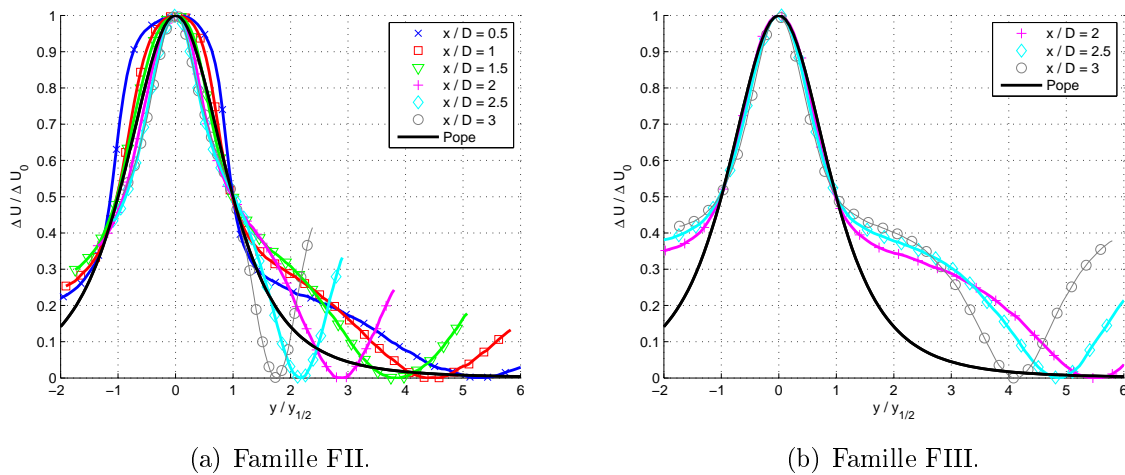 1
0.9
0.8
0.7
0.6
0.5
0.4
0.3
0.2
0.1
0
Δ U / Δ U0
−2 −1 0 1 2 3 4 5 6
y / y1/2
x / D = 0.5
x / D = 1
x / D = 1.5
x / D = 2
x / D = 2.5
x / D = 3
Pope
(a) Famille FII.
1
0.9
0.8
0.7
0.6
0.5
0.4
0.3
0.2
0.1
0
Δ U / Δ U0
−2 −1 0 1 2 3 4 5 6
y / y1/2
x / D = 2
x / D = 2.5
x / D = 3
Pope
(b) Famille FIII.